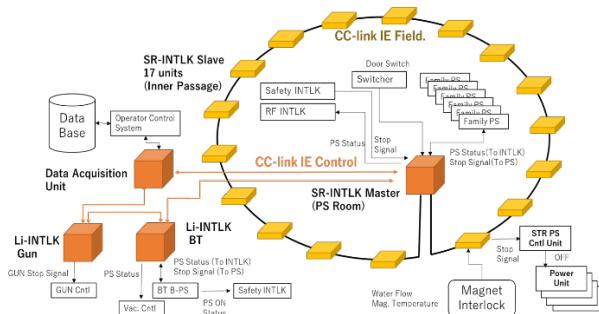 CC-link IE Field.
SR-INTLK Slave
17 units
(Inner Passage)
Door Switch
Switcher
Safety INTLK
RF INTLK
Family PS
Family PS
Family PS
Family PS
Family PS
Family PS
PS Status
Stop
Signal
PS Status(To INTLK)
Stop Signal(To PS)
Data
Base
Operator Control
System
CC-link IE Control
Data Acquisition
Unit
SR-INTLK Master
(PS Room)
Li-INTLK
Gun
Li-INTLK
BT
GUN Stop Signal
PS Status
PS Status (To INTLK)
Stop Signal (To PS)
GUN Cntl
Vac. Cntl
BT B-PS
PS ON
Status
Safety INTLK
Water Flow
Mag. Temperature
Magnet
Interlock
Stop
Signal
STR PS
Cntl Unit
OFF
Power
Unit